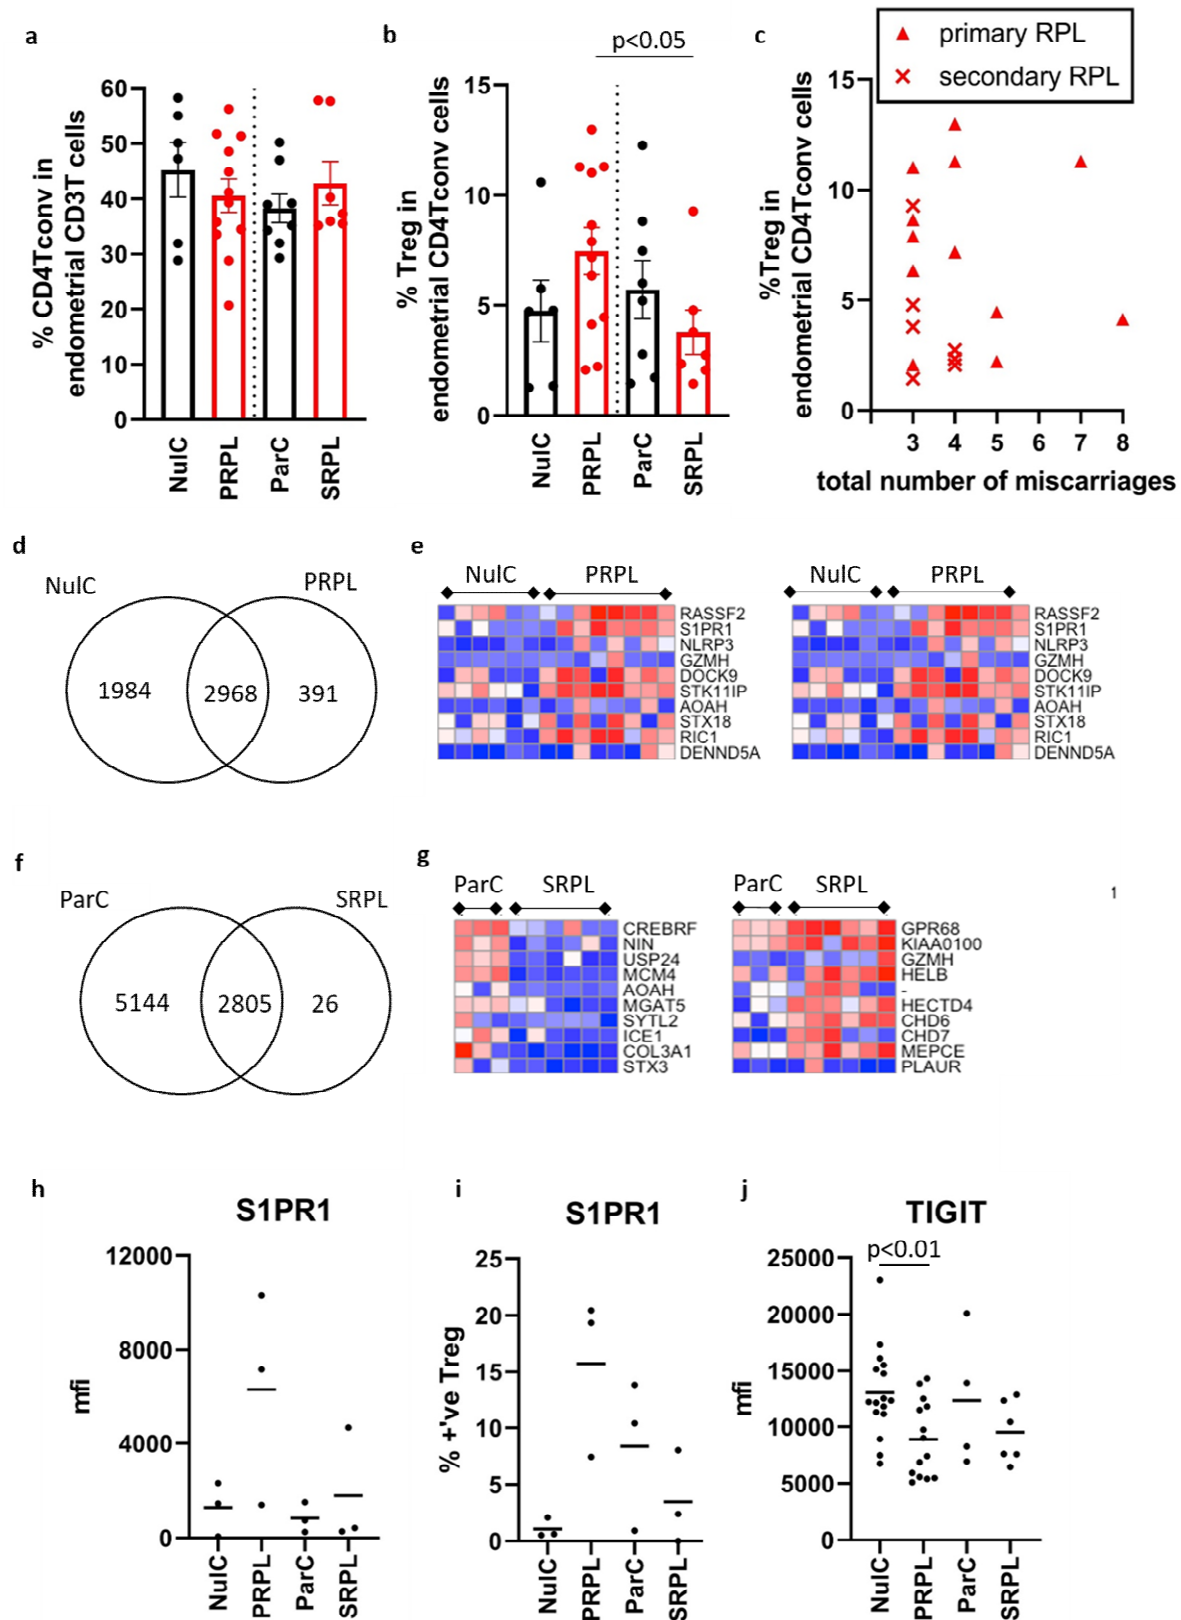 a
% CD4Tconv in
endometrial CD3T cells
60
50
40
30
20
10
0
NulC
PRPL
ParC
SRPL
b
p<0.05
% Treg in
endometrial CD4Tconv cells
15
10
5
0
NulC
PRPL
ParC
SRPL
c
primary RPL
secondary RPL
%Treg in
endometrial CD4Tconv cells
15
10
5
0
3 4 5 6 7 8
total number of miscarriages
d
NulC
PRPL
1984
2968
391
e
NulC
PRPL
RASSF2
S1PR1
NLRP3
GZMH
DOCK9
STK11IP
AOAH
STX18
RIC1
DENND5A
NulC
PRPL
RASSF2
S1PR1
NLRP3
GZMH
DOCK9
STK11IP
AOAH
STX18
RIC1
DENND5A
f
ParC
SRPL
5144
2805
26
g
ParC
SRPL
CREBRF
NIN
USP24
MCM4
AOAH
MGAT5
SYTL2
ICE1
COL3A1
STX3
ParC
SRPL
GPR68
KIAA0100
GZMH
HELB
-
HECTD4
CHD6
CHD7
MEPCE
PLAUR
1
h
S1PR1
mfi
12000
8000
4000
0
NulC
PRPL
ParC
SRPL
i
S1PR1
% +'ve Treg
25
20
15
10
5
0
NulC
PRPL
ParC
SRPL
j
TIGIT
p<0.01
mfi
25000
20000
15000
10000
5000
0
NulC
PRPL
ParC
SRPL